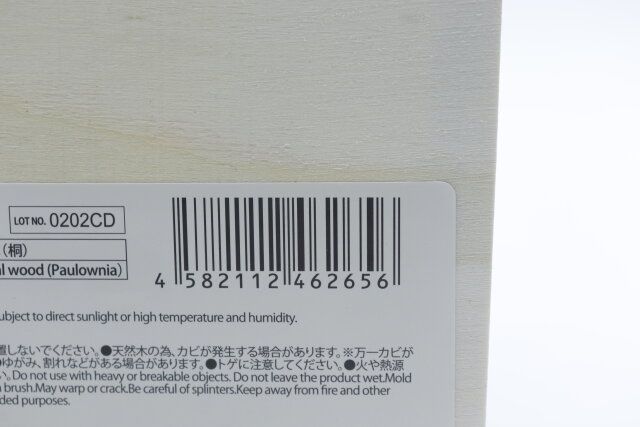 LOT NO. 0202CD
(桐)
l wood (Paulownia)
4 582112 462656
ubject to direct sunlight or high temperature and humidity.
置しないでください。●天然木の為、カビが発生する場合があります。※万一カビが
ゆがみ、割れなどがある場合があります。●トゲに注意してください。●火や熱源
い。Do not use with heavy or breakable objects. Do not leave the product wet.Mold
brush.May warp or crack.Be careful of splinters.Keep away from fire and other
ded purposes.